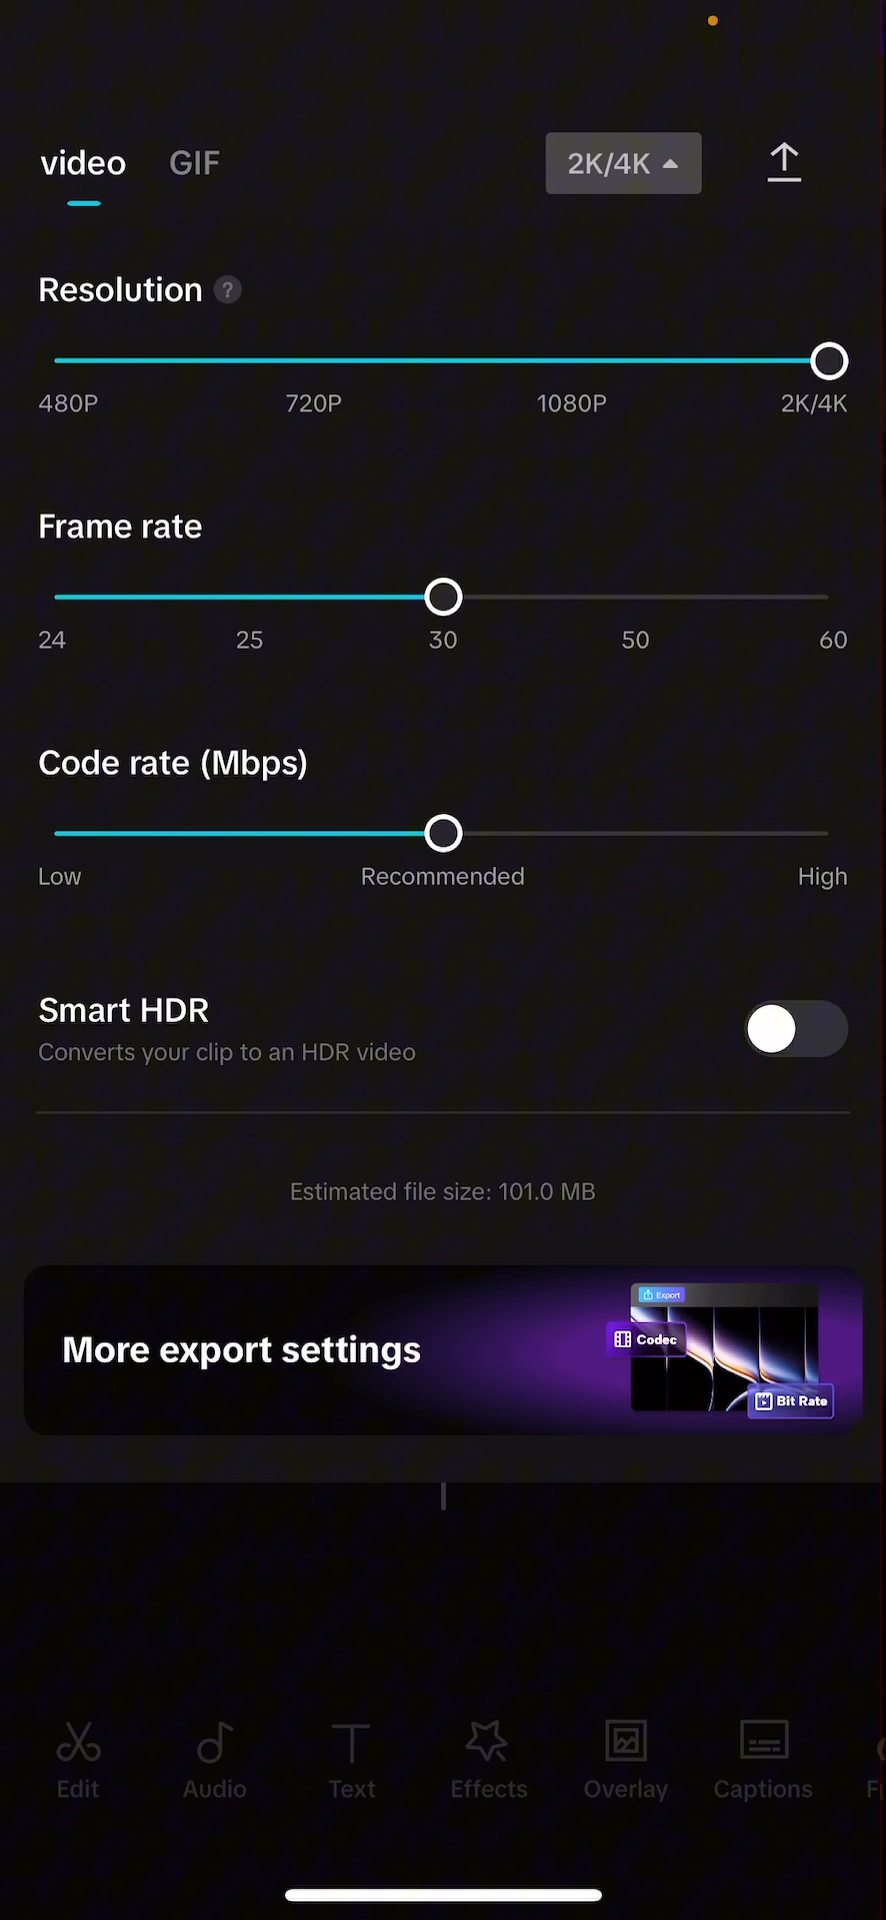 video GIF 2K/4K
Resolution ?
480P 720P 1080P 2K/4K
Frame rate
24 25 30 50 60
Code rate (Mbps)
Low Recommended High
Smart HDR
Converts your clip to an HDR video
Estimated file size: 101.0 MB
More export settings
Export
Codec
Bit Rate
Edit Audio Text Effects Overlay Captions